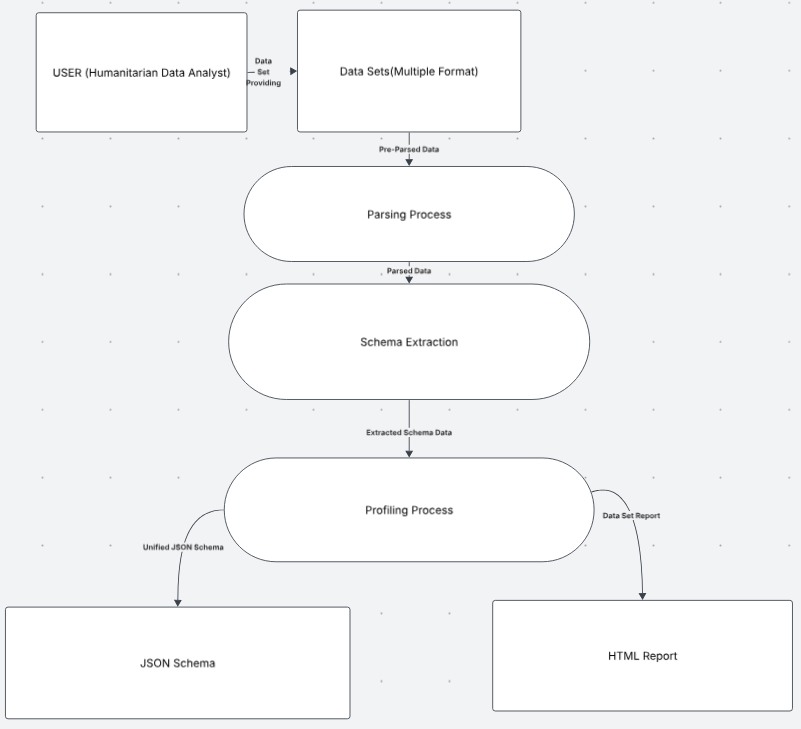 USER (Humanitarian Data Analyst)
Data
Set
Providing
Data Sets(Multiple Format)
Pre-Parsed Data
Parsing Process
Parsed Data
Schema Extraction
Extracted Schema Data
Profiling Process
Data Set Report
Unified JSON Schema
JSON Schema
HTML Report